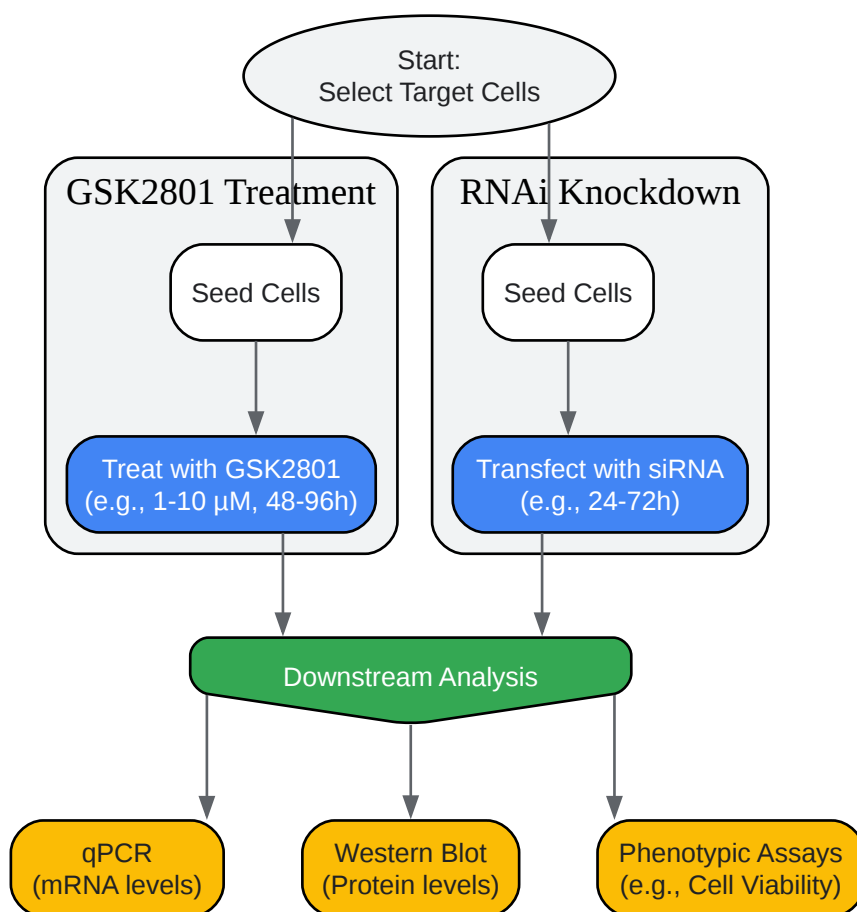 Start:
Select Target Cells
GSK2801 Treatment
RNAi Knockdown
Seed Cells
Seed Cells
Treat with GSK2801
(e.g., 1-10 µM, 48-96h)
Transfect with siRNA
(e.g., 24-72h)
Downstream Analysis
qPCR
(mRNA levels)
Western Blot
(Protein levels)
Phenotypic Assays
(e.g., Cell Viability)